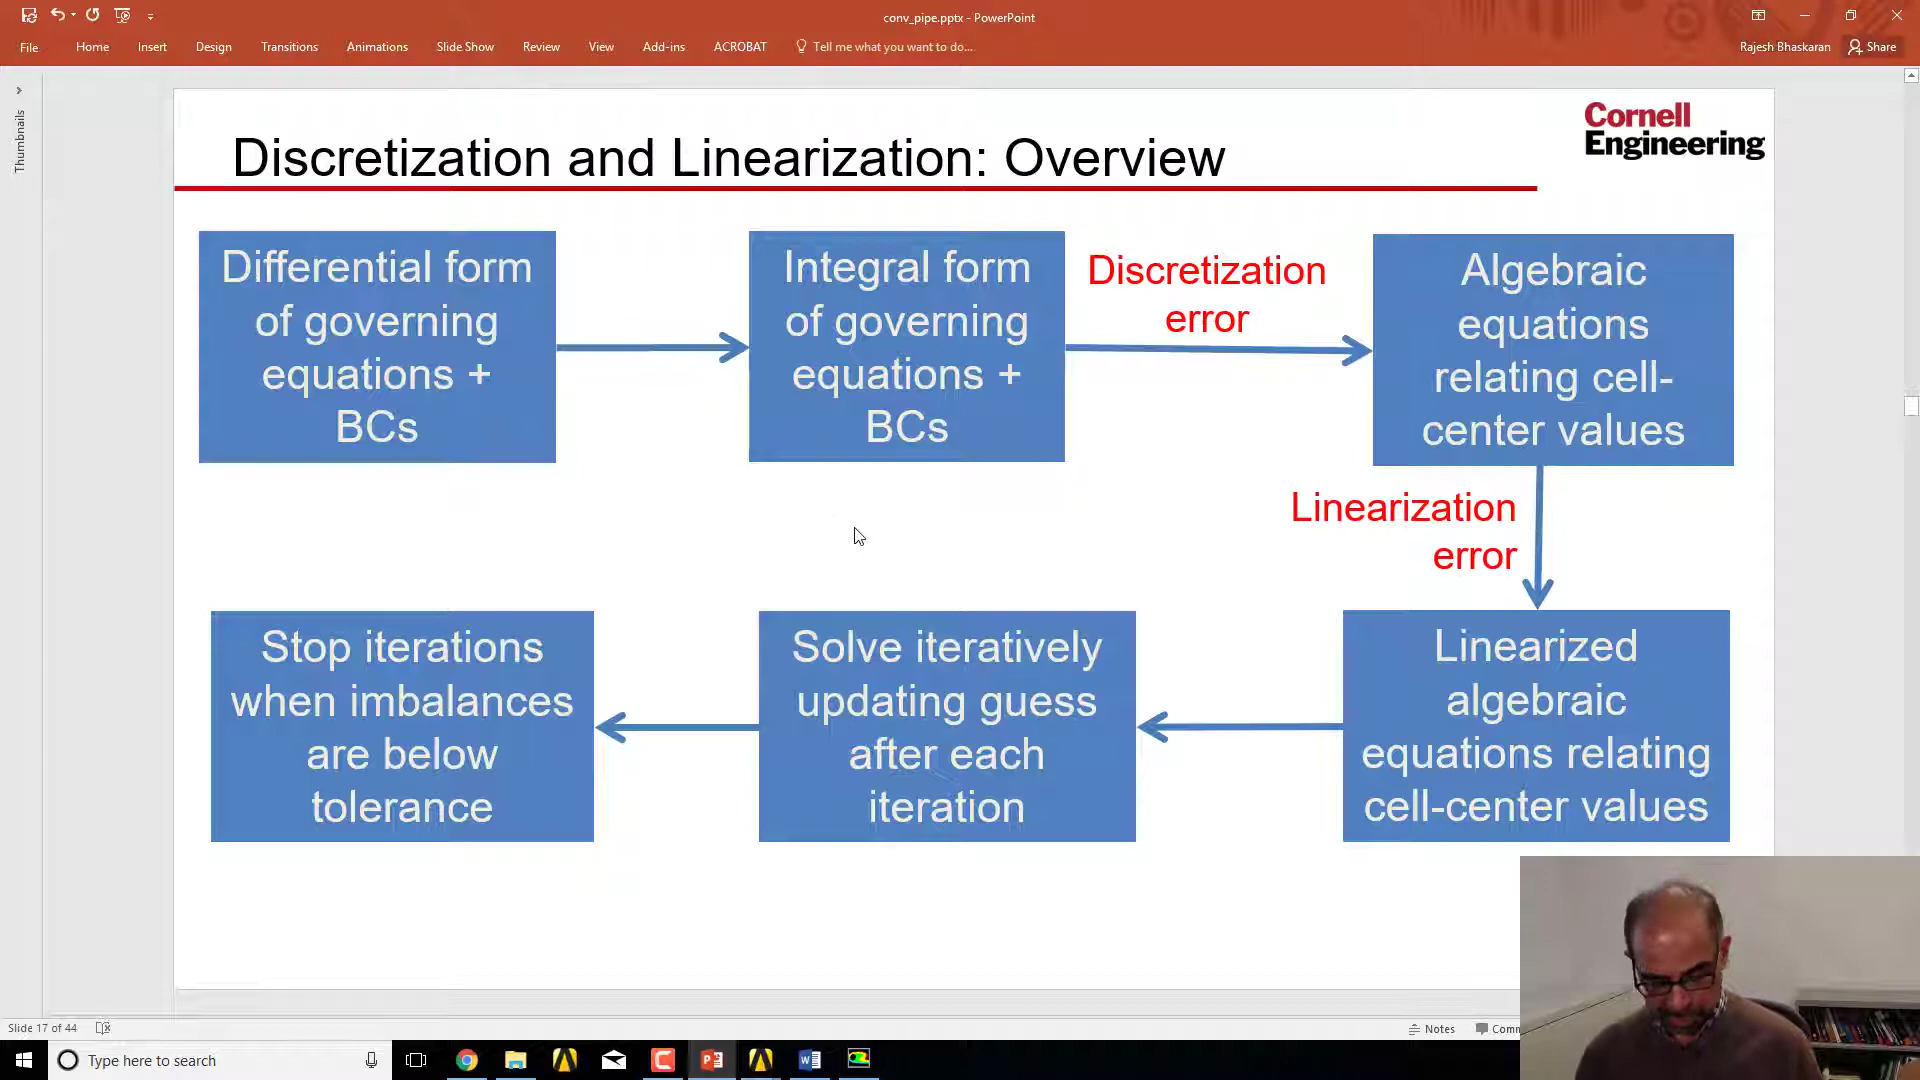 conv_pipe.pptx - PowerPoint
File Home Insert Design Transitions Animations Slide Show Review View Add-ins ACROBAT Tell me what you want to do...
Rajesh Bhaskaran Share
Thumbnails
Cornell
Engineering
Discretization and Linearization: Overview
Differential form
of governing
equations +
BCs
Integral form
of governing
equations +
BCs
Discretization
error
Algebraic
equations
relating cell-
center values
Linearization
error
Stop iterations
when imbalances
are below
tolerance
Solve iteratively
updating guess
after each
iteration
Linearized
algebraic
equations relating
cell-center values
Slide 17 of 44
Notes
Comm
Type here to search